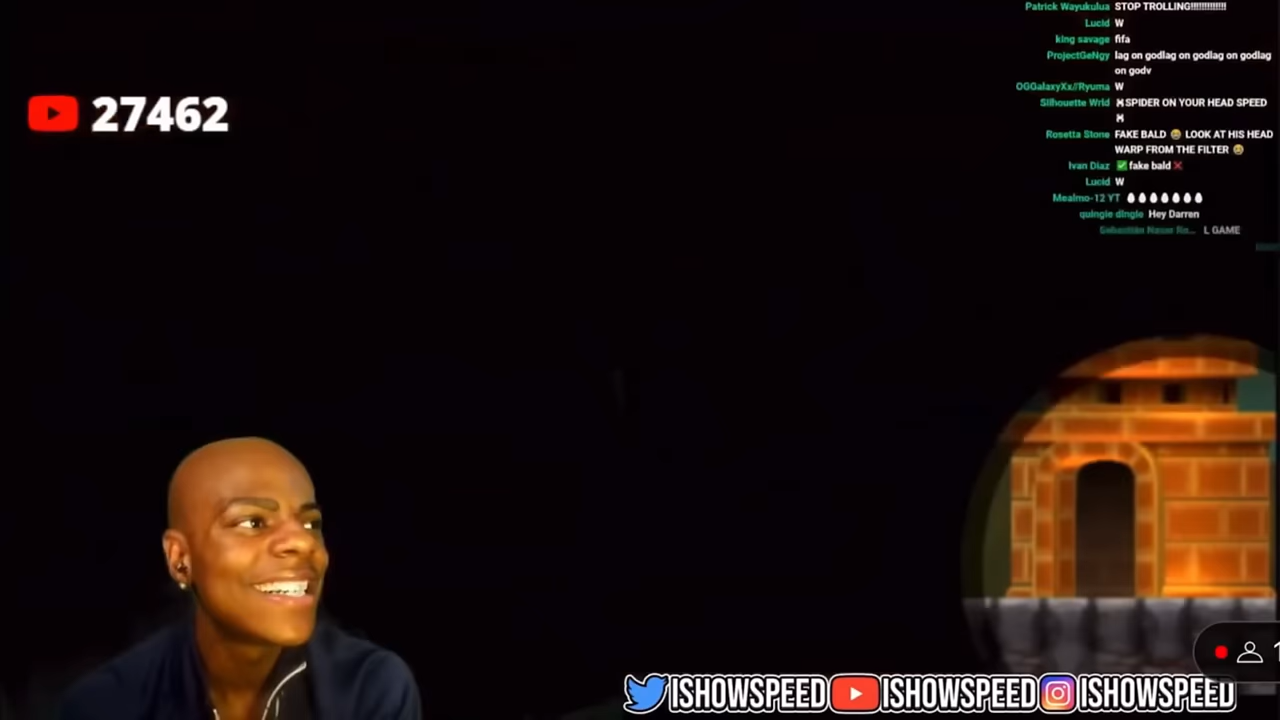 Patrick Wayukulua STOP TROLLING!!!!!!!!!!!!!
Lucid W
king savage fifa
ProjectGeNgy lag on godlag on godlag on godlag
on godv
OGGalaxyXx//Ryuma W
Silhouette Wrld 🕷SPIDER ON YOUR HEAD SPEED
🕷
Rosetta Stone FAKE BALD 😂 LOOK AT HIS HEAD
WARP FROM THE FILTER 😂
Ivan Diaz ✅fake bald❌
Lucid W
Mealmo-12 YT 🥚🥚🥚🥚🥚🥚🥚
quingle dingle Hey Darren
L GAME
27462
ISHOWSPEED ISHOWSPEED ISHOWSPEED